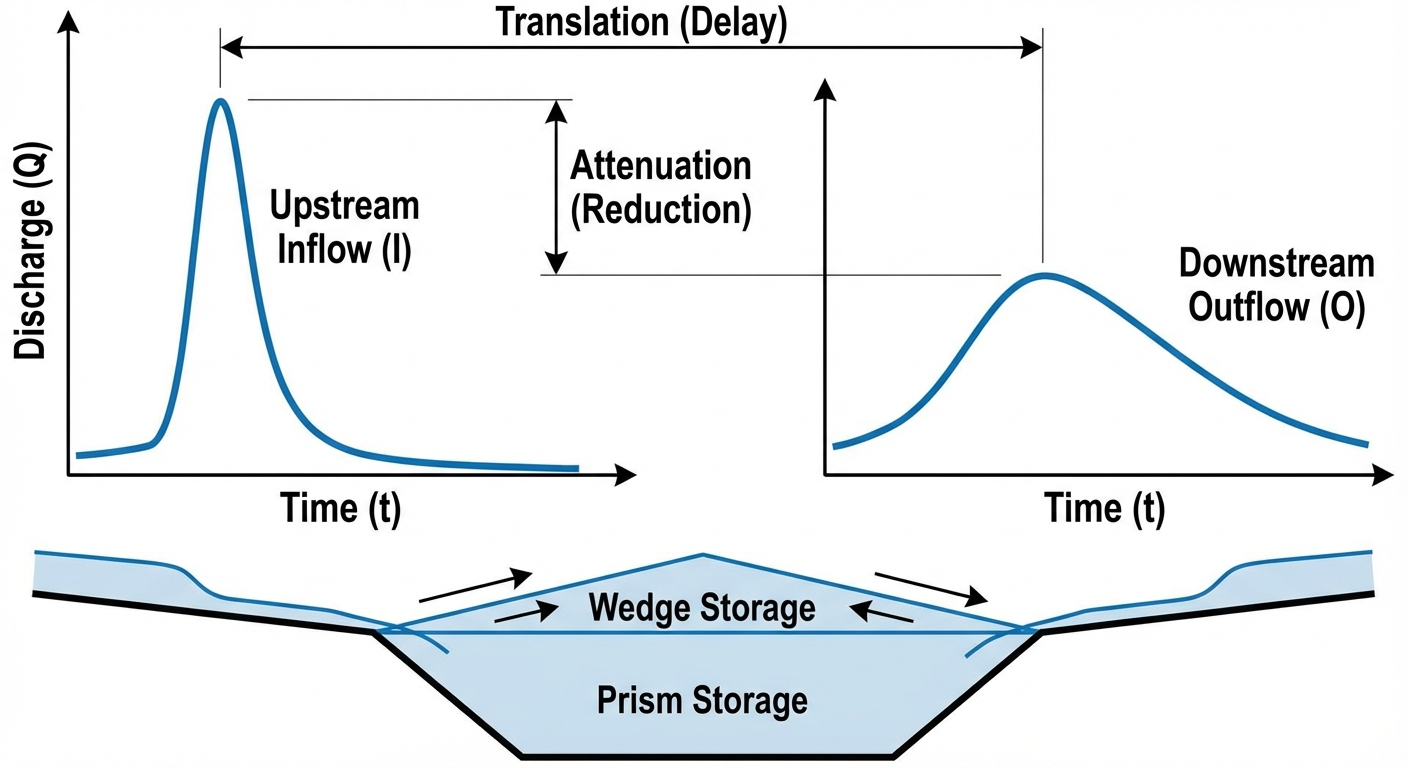 Translation (Delay)
Discharge (Q)
Upstream
Inflow (I)
Attenuation
(Reduction)
Downstream
Outflow (O)
Time (t)
Time (t)
Wedge Storage
Prism Storage